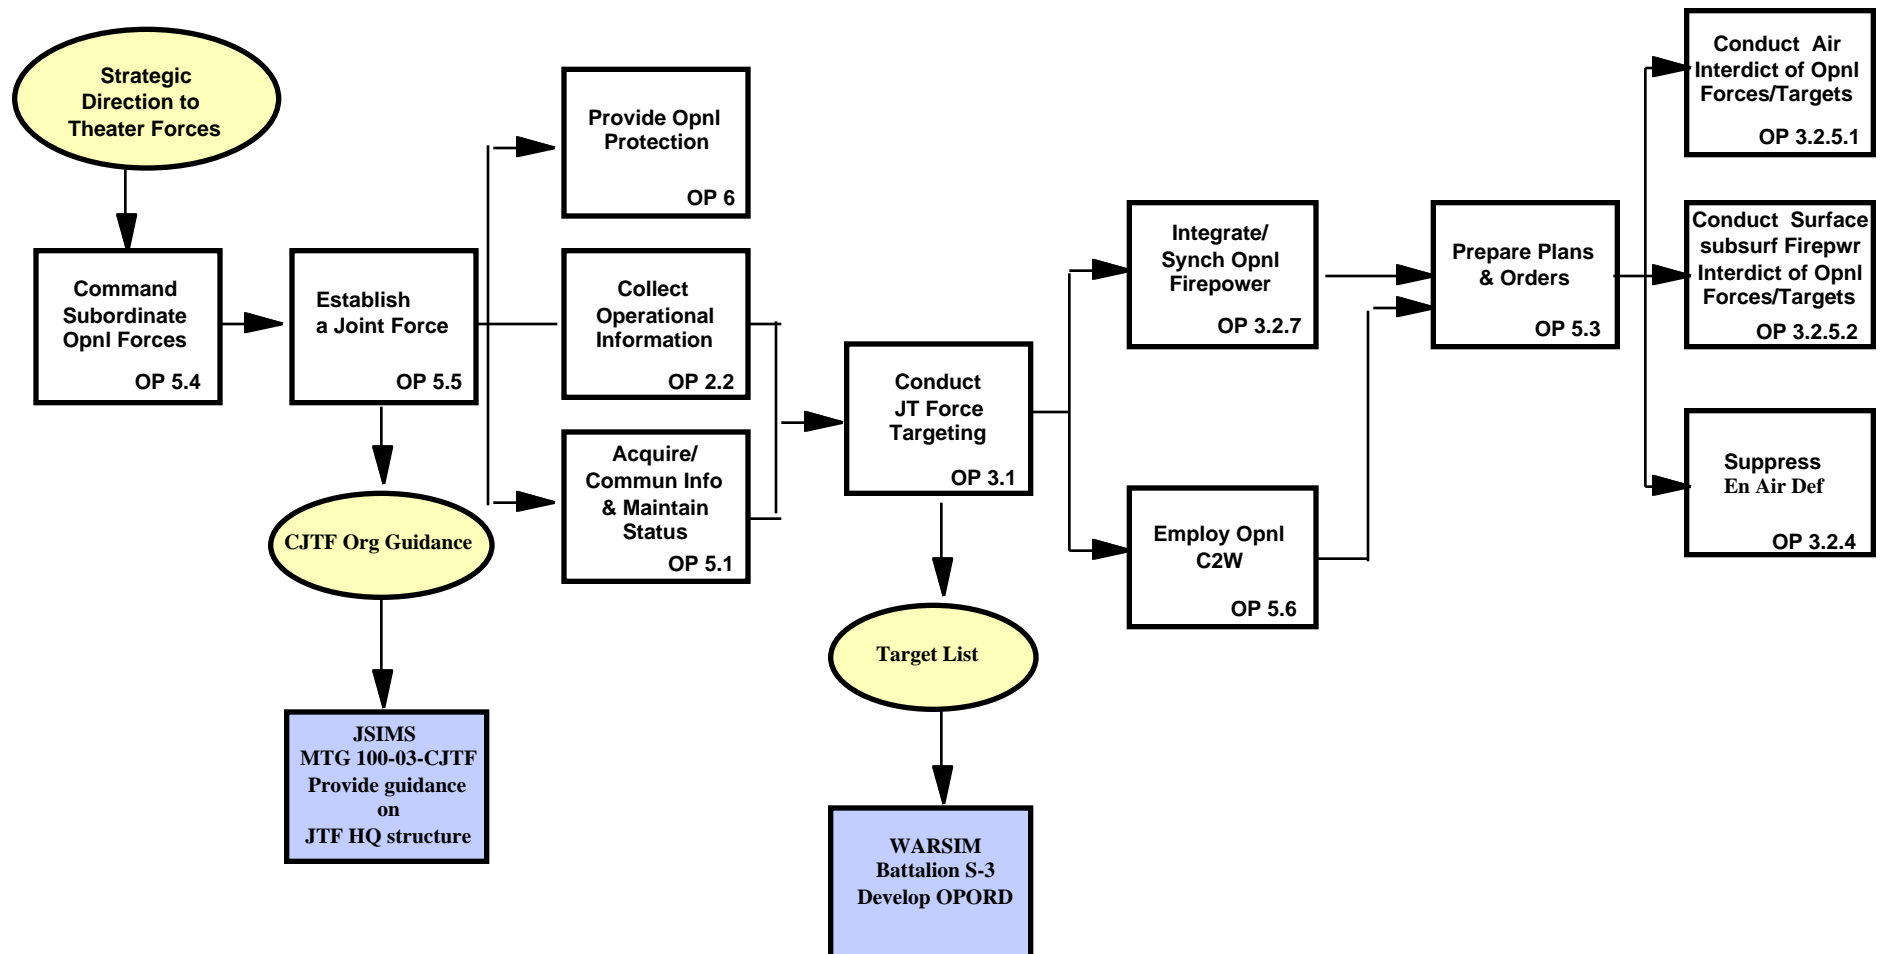 Strategic
Direction to
Theater Forces
Command
Subordinate
Opnl Forces
OP 5.4
Establish
a Joint Force
OP 5.5
CJTF Org Guidance
JSIMS
MTG 100-03-CJTF
Provide guidance
on
JTF HQ structure
Provide Opnl
Protection
OP 6
Collect
Operational
Information
OP 2.2
Acquire/
Commun Info
& Maintain
Status
OP 5.1
Conduct
JT Force
Targeting
OP 3.1
Target List
WARSIM
Battalion S-3
Develop OPORD
Integrate/
Synch Opnl
Firepower
OP 3.2.7
Employ Opnl
C2W
OP 5.6
Prepare Plans
& Orders
OP 5.3
Conduct Air
Interdict of Opnl
Forces/Targets
OP 3.2.5.1
Conduct Surface
subsurf Firepwr
Interdict of Opnl
Forces/Targets
OP 3.2.5.2
Suppress
En Air Def
OP 3.2.4